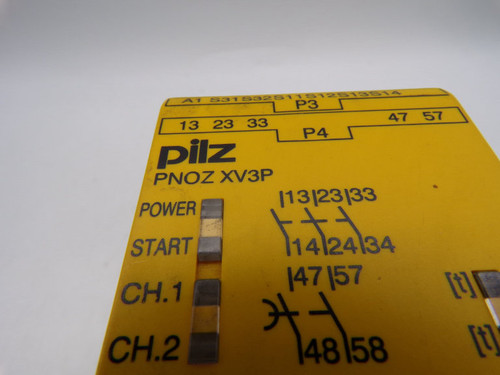 A1 S31S32S11S12S13S14
P3
13 23 33 47 57
P4
pilz
PNOZ XV3P
POWER |13|23|33
START 14|24|34
CH.1 |47|57 [t]
CH.2 |48|58 [t]